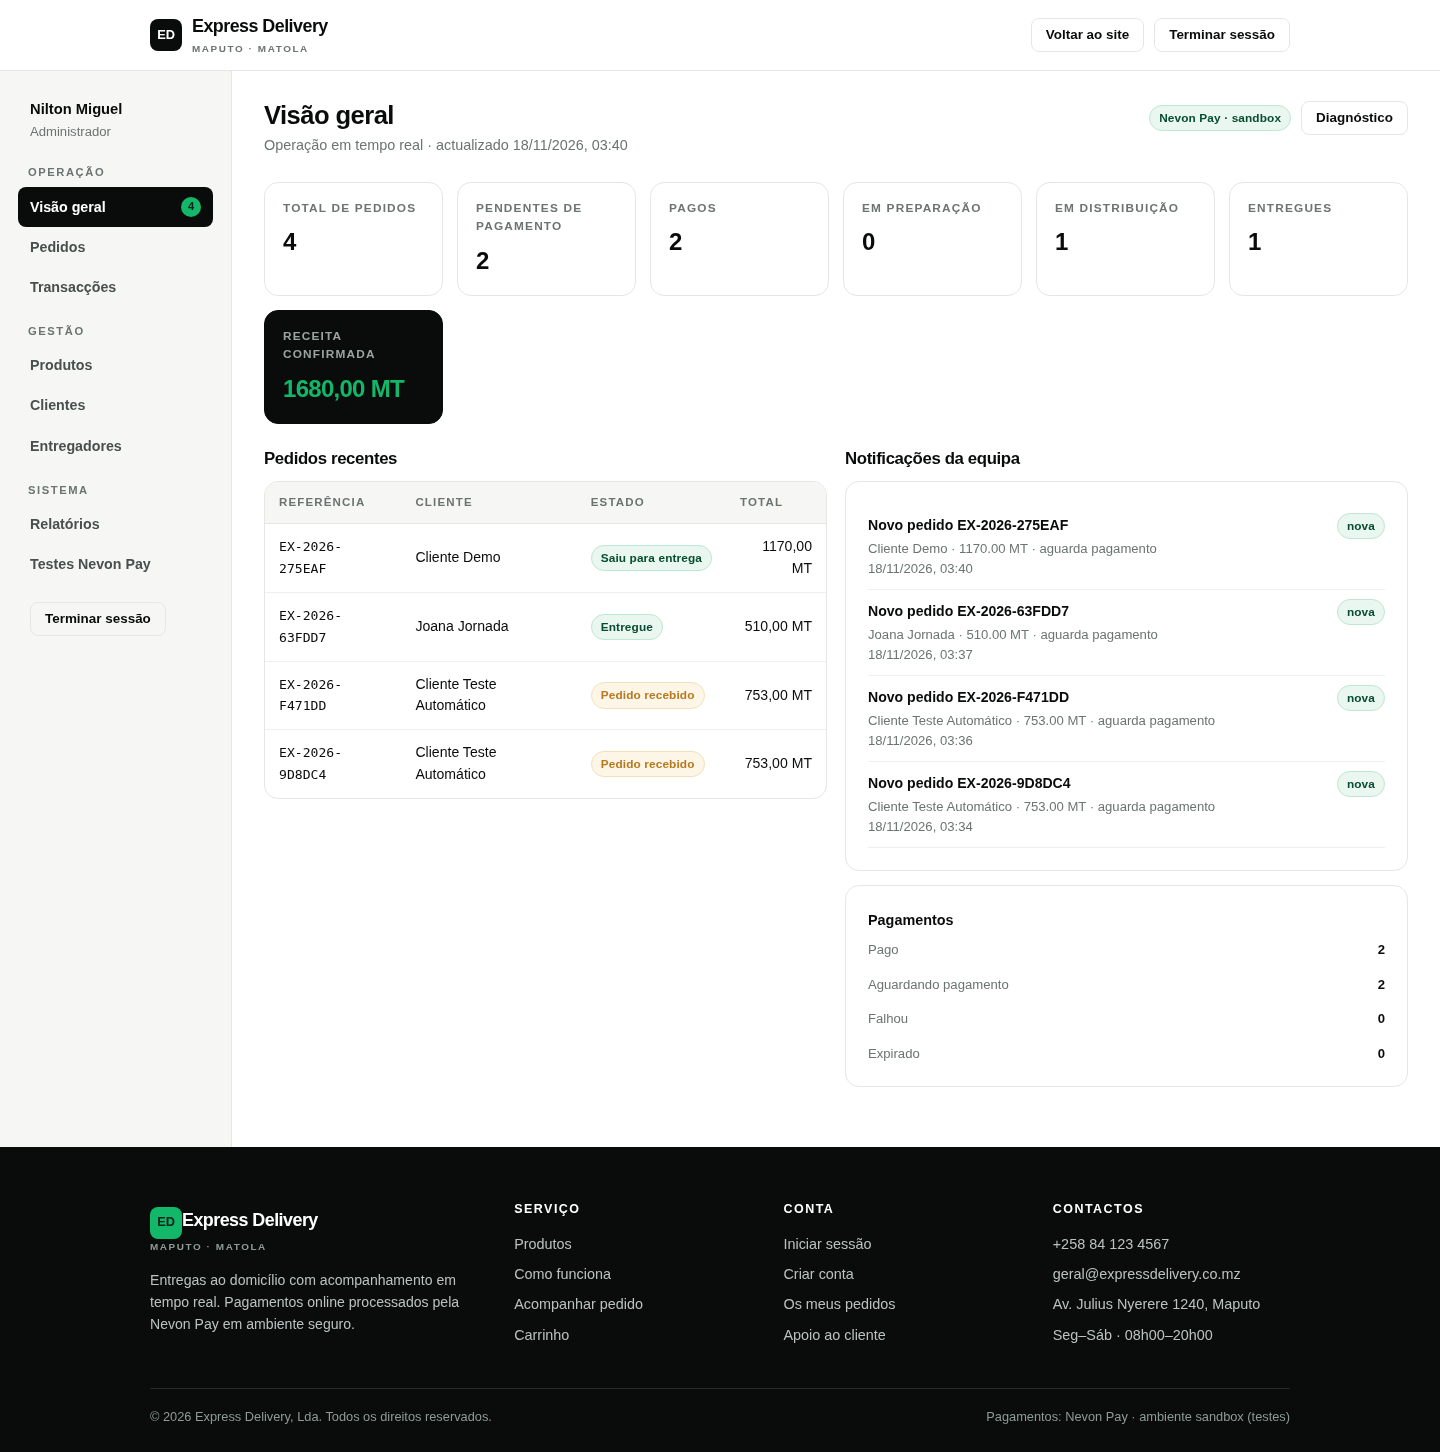 ED
Express Delivery
MAPUTO · MATOLA
Voltar ao site
Terminar sessão
Nilton Miguel
Administrador
OPERAÇÃO
Visão geral
4
Pedidos
Transacções
GESTÃO
Produtos
Clientes
Entregadores
SISTEMA
Relatórios
Testes Nevon Pay
Terminar sessão
Visão geral
Operação em tempo real · actualizado 18/11/2026, 03:40
Nevon Pay · sandbox
Diagnóstico
TOTAL DE PEDIDOS
4
PENDENTES DE
PAGAMENTO
2
PAGOS
2
EM PREPARAÇÃO
0
EM DISTRIBUIÇÃO
1
ENTREGUES
1
RECEITA
CONFIRMADA
1680,00 MT
Pedidos recentes
REFERÊNCIA CLIENTE ESTADO TOTAL
EX-2026-
275EAF
Cliente Demo
Saiu para entrega
1170,00
MT
EX-2026-
63FDD7
Joana Jornada
Entregue
510,00 MT
EX-2026-
F471DD
Cliente Teste
Automático
Pedido recebido
753,00 MT
EX-2026-
9D8DC4
Cliente Teste
Automático
Pedido recebido
753,00 MT
Notificações da equipa
Novo pedido EX-2026-275EAF
nova
Cliente Demo · 1170.00 MT · aguarda pagamento
18/11/2026, 03:40
Novo pedido EX-2026-63FDD7
nova
Joana Jornada · 510.00 MT · aguarda pagamento
18/11/2026, 03:37
Novo pedido EX-2026-F471DD
nova
Cliente Teste Automático · 753.00 MT · aguarda pagamento
18/11/2026, 03:36
Novo pedido EX-2026-9D8DC4
nova
Cliente Teste Automático · 753.00 MT · aguarda pagamento
18/11/2026, 03:34
Pagamentos
Pago 2
Aguardando pagamento 2
Falhou 0
Expirado 0
ED
Express Delivery
MAPUTO · MATOLA
Entregas ao domicílio com acompanhamento em
tempo real. Pagamentos online processados pela
Nevon Pay em ambiente seguro.
SERVIÇO
Produtos
Como funciona
Acompanhar pedido
Carrinho
CONTA
Iniciar sessão
Criar conta
Os meus pedidos
Apoio ao cliente
CONTACTOS
+258 84 123 4567
geral@expressdelivery.co.mz
Av. Julius Nyerere 1240, Maputo
Seg–Sáb · 08h00–20h00
© 2026 Express Delivery, Lda. Todos os direitos reservados.
Pagamentos: Nevon Pay · ambiente sandbox (testes)